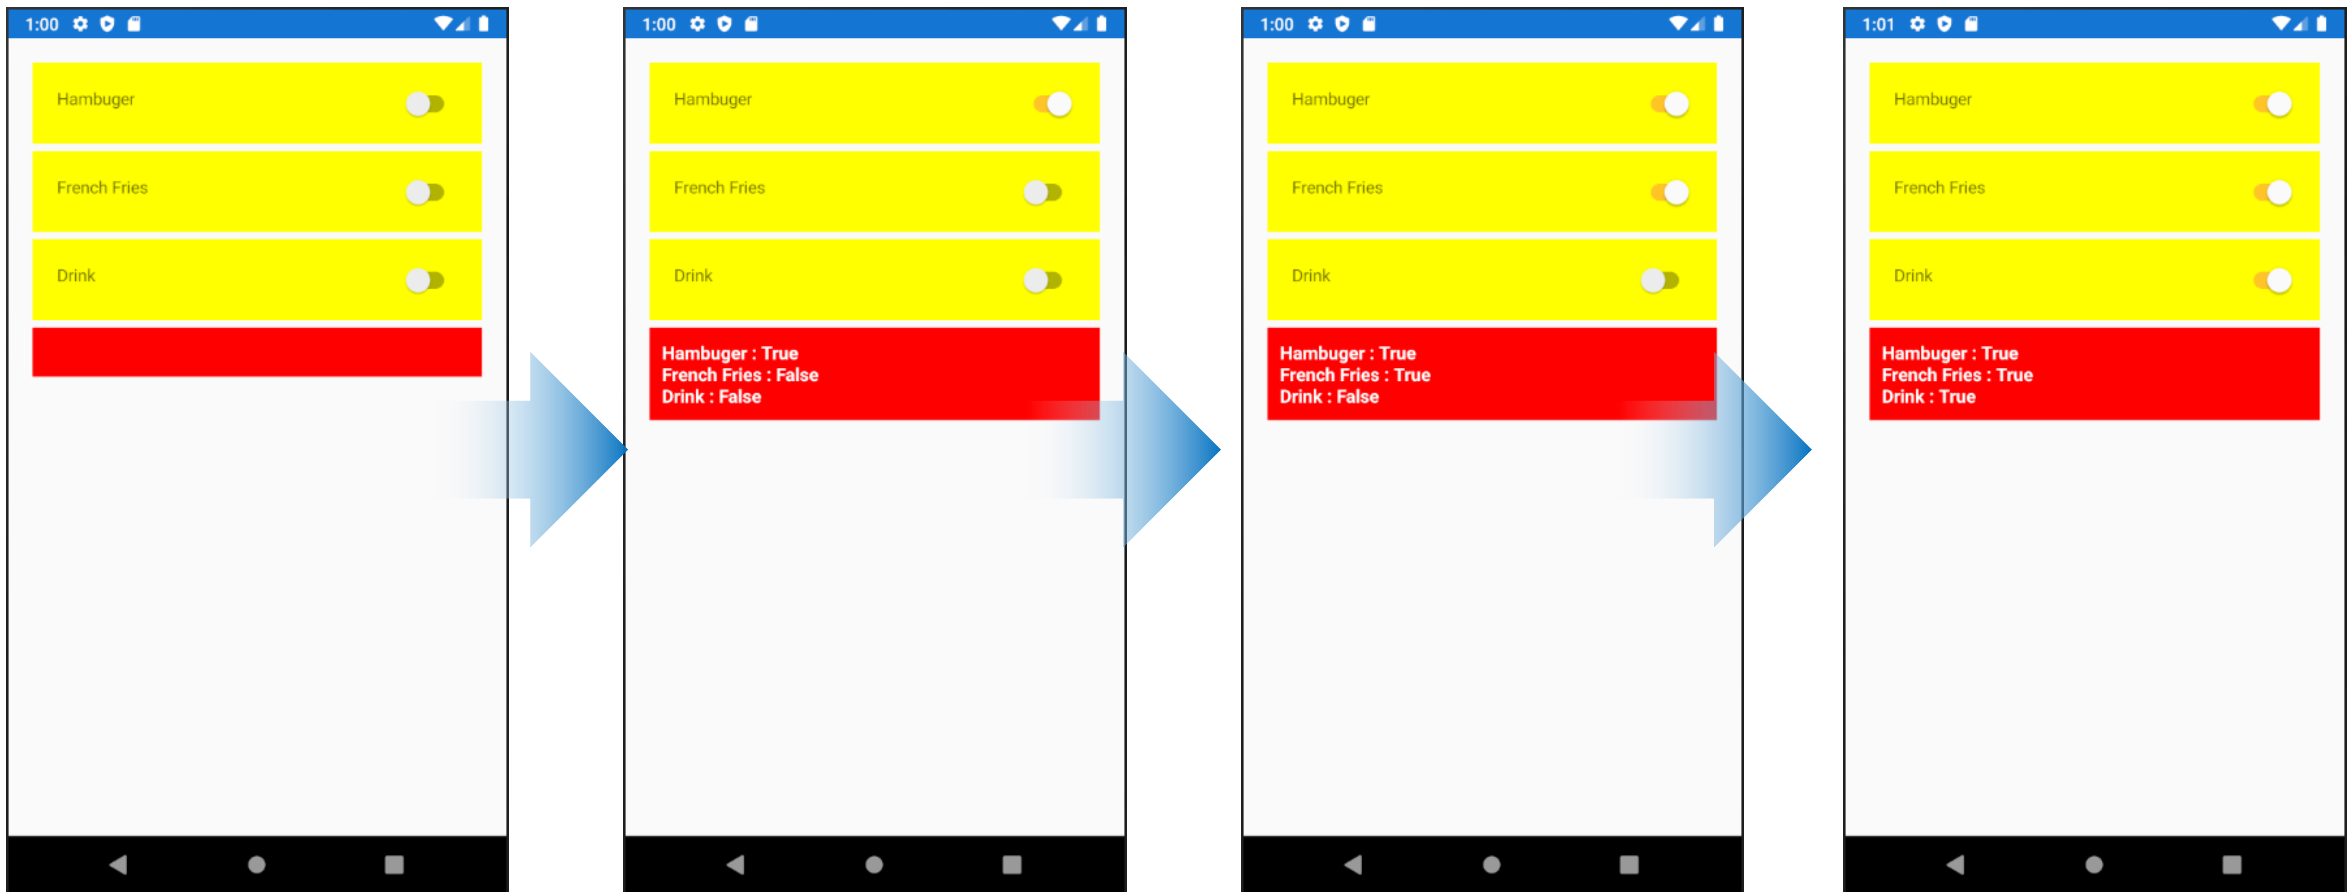 1:00
Hambuger
French Fries
Drink
1:00
Hambuger
French Fries
Drink
Hambuger : True
French Fries : False
Drink : False
1:00
Hambuger
French Fries
Drink
Hambuger : True
French Fries : True
Drink : False
1:01
Hambuger
French Fries
Drink
Hambuger : True
French Fries : True
Drink : True